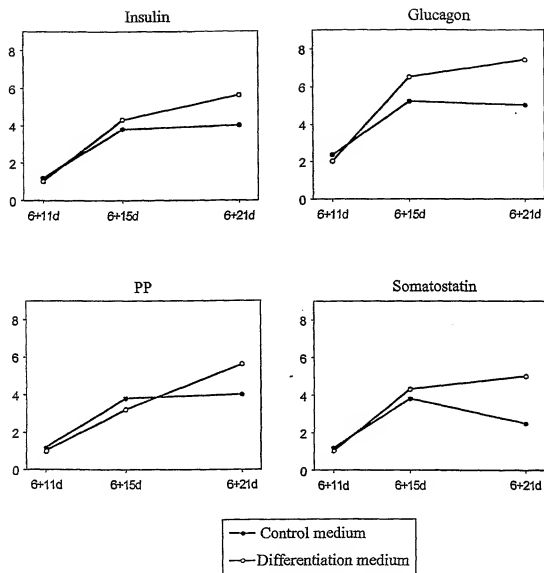 Insulin
8
6
4
2
0
6+11d 6+15d 6+21d
Glucagon
8
6
4
2
0
6+11d 6+15d 6+21d
PP
8
6
4
2
0
6+11d 6+15d 6+21d
Somatostatin
8
6
4
2
0
6+11d 6+15d 6+21d
Control medium
Differentiation medium